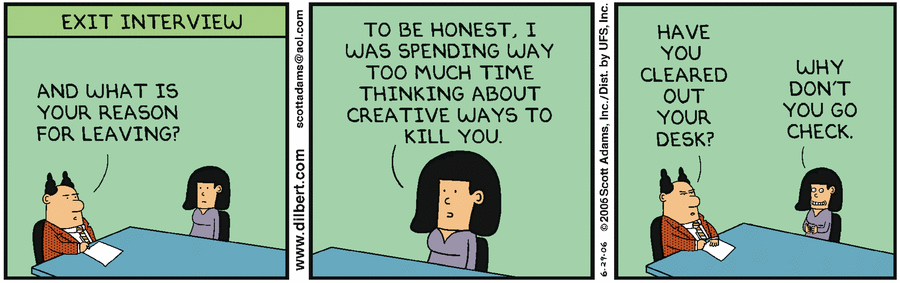 EXIT INTERVIEW
AND WHAT IS
YOUR REASON
FOR LEAVING?
www.dilbert.com
scottadams@aol.com
TO BE HONEST, I
WAS SPENDING WAY
TOO MUCH TIME
THINKING ABOUT
CREATIVE WAYS TO
KILL YOU.
6-29-06 © 2006 Scott Adams, Inc./Dist. by UFS, Inc.
HAVE
YOU
CLEARED
OUT
YOUR
DESK?
WHY
DON'T
YOU GO
CHECK.